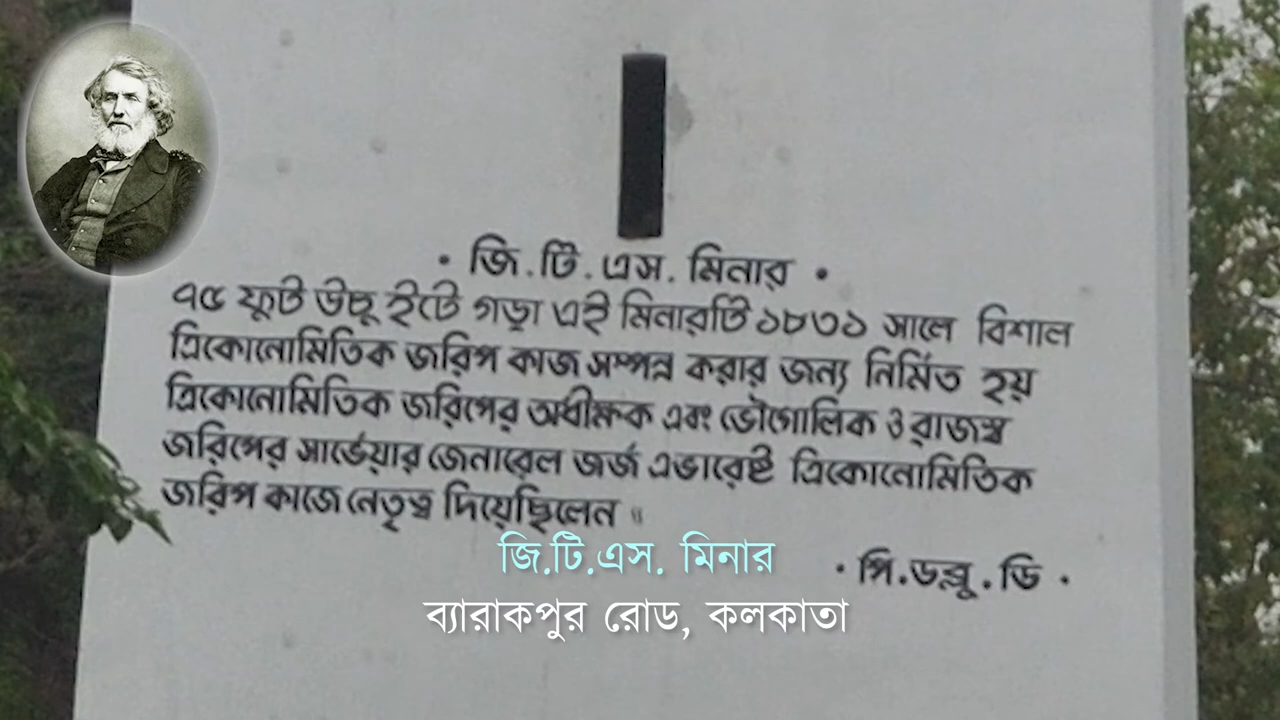 • জি.টি.এস. মিনার •
৭৫ ফুট উচু ইটে গড়া এই মিনারটি ১৮৩১ সালে বিশাল
ত্রিকোনোমিতিক জরিপ কাজ সম্পন্ন করার জন্য নির্মিত হয়
ত্রিকোনোমিতিক জরিপের অধীক্ষক এবং ভৌগোলিক ও রাজস্ব
জরিপের সার্ভেয়ার জেনারেল জর্জ এভারেষ্ট ত্রিকোনোমিতিক
জরিপ কাজে নেতৃত্ব দিয়েছিলেন ॥
• পি.ডব্লু.ডি •
জি.টি.এস. মিনার
ব্যারাকপুর রোড, কলকাতা